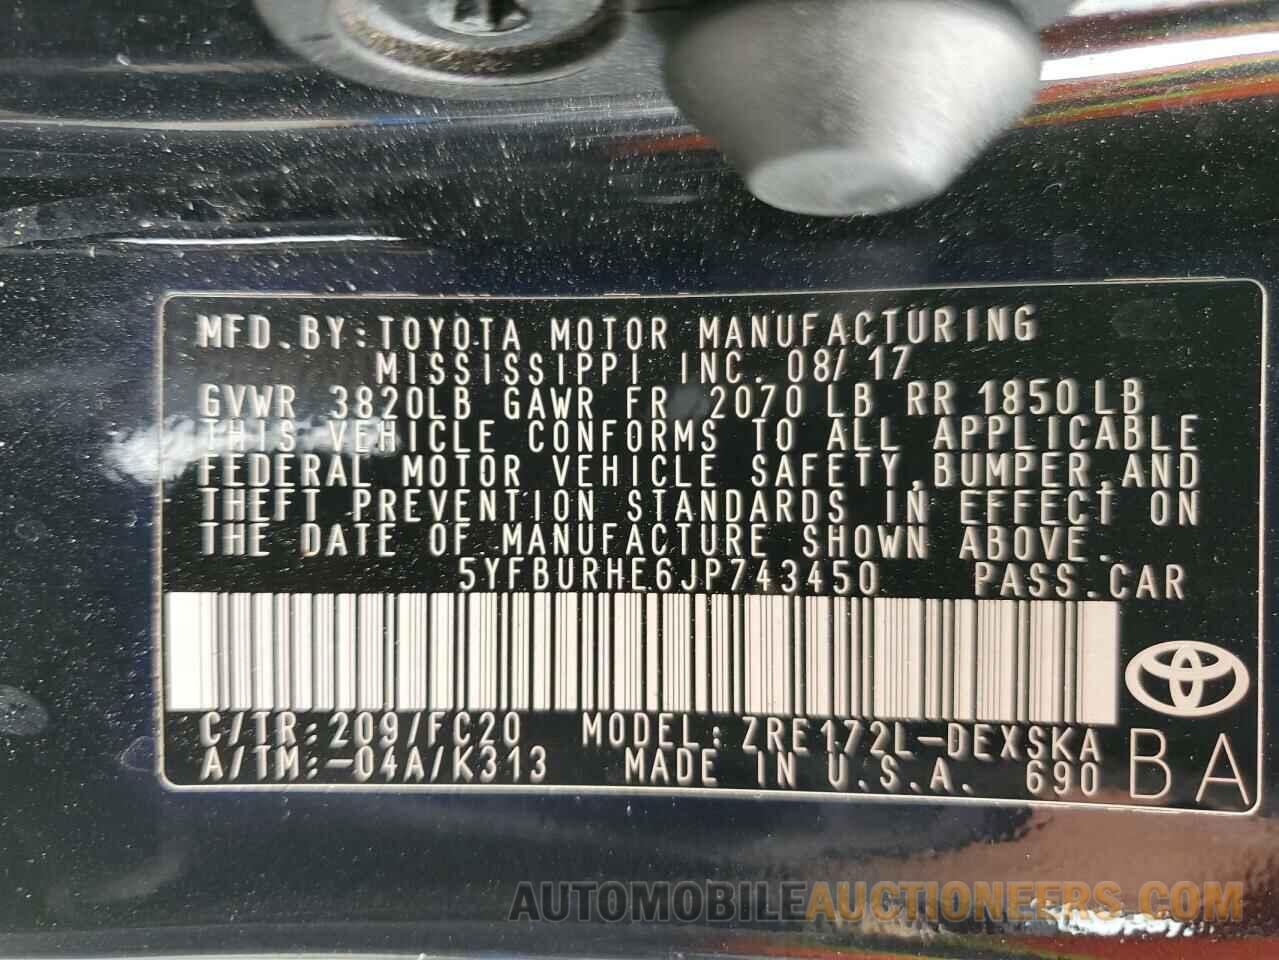 MFD.BY:TOYOTA MOTOR MANUFACTURING
MISSISSIPPI INC. 08/17
GVWR 3820LB GAWR FR 2070 LB RR 1850 LB
THIS VEHICLE CONFORMS TO ALL APPLICABLE
FEDERAL MOTOR VEHICLE SAFETY,BUMPER,AND
THEFT PREVENTION STANDARDS IN EFFECT ON
THE DATE OF MANUFACTURE SHOWN ABOVE.
5YFBURHE6JP743450 PASS.CAR
C/TR:209/FC20 MODEL:ZRE172L-DEXSKA
A/TM:-04A/K313 MADE IN U.S.A. 690
BA
AUTOMOBILEAUCTIONEERS.COM